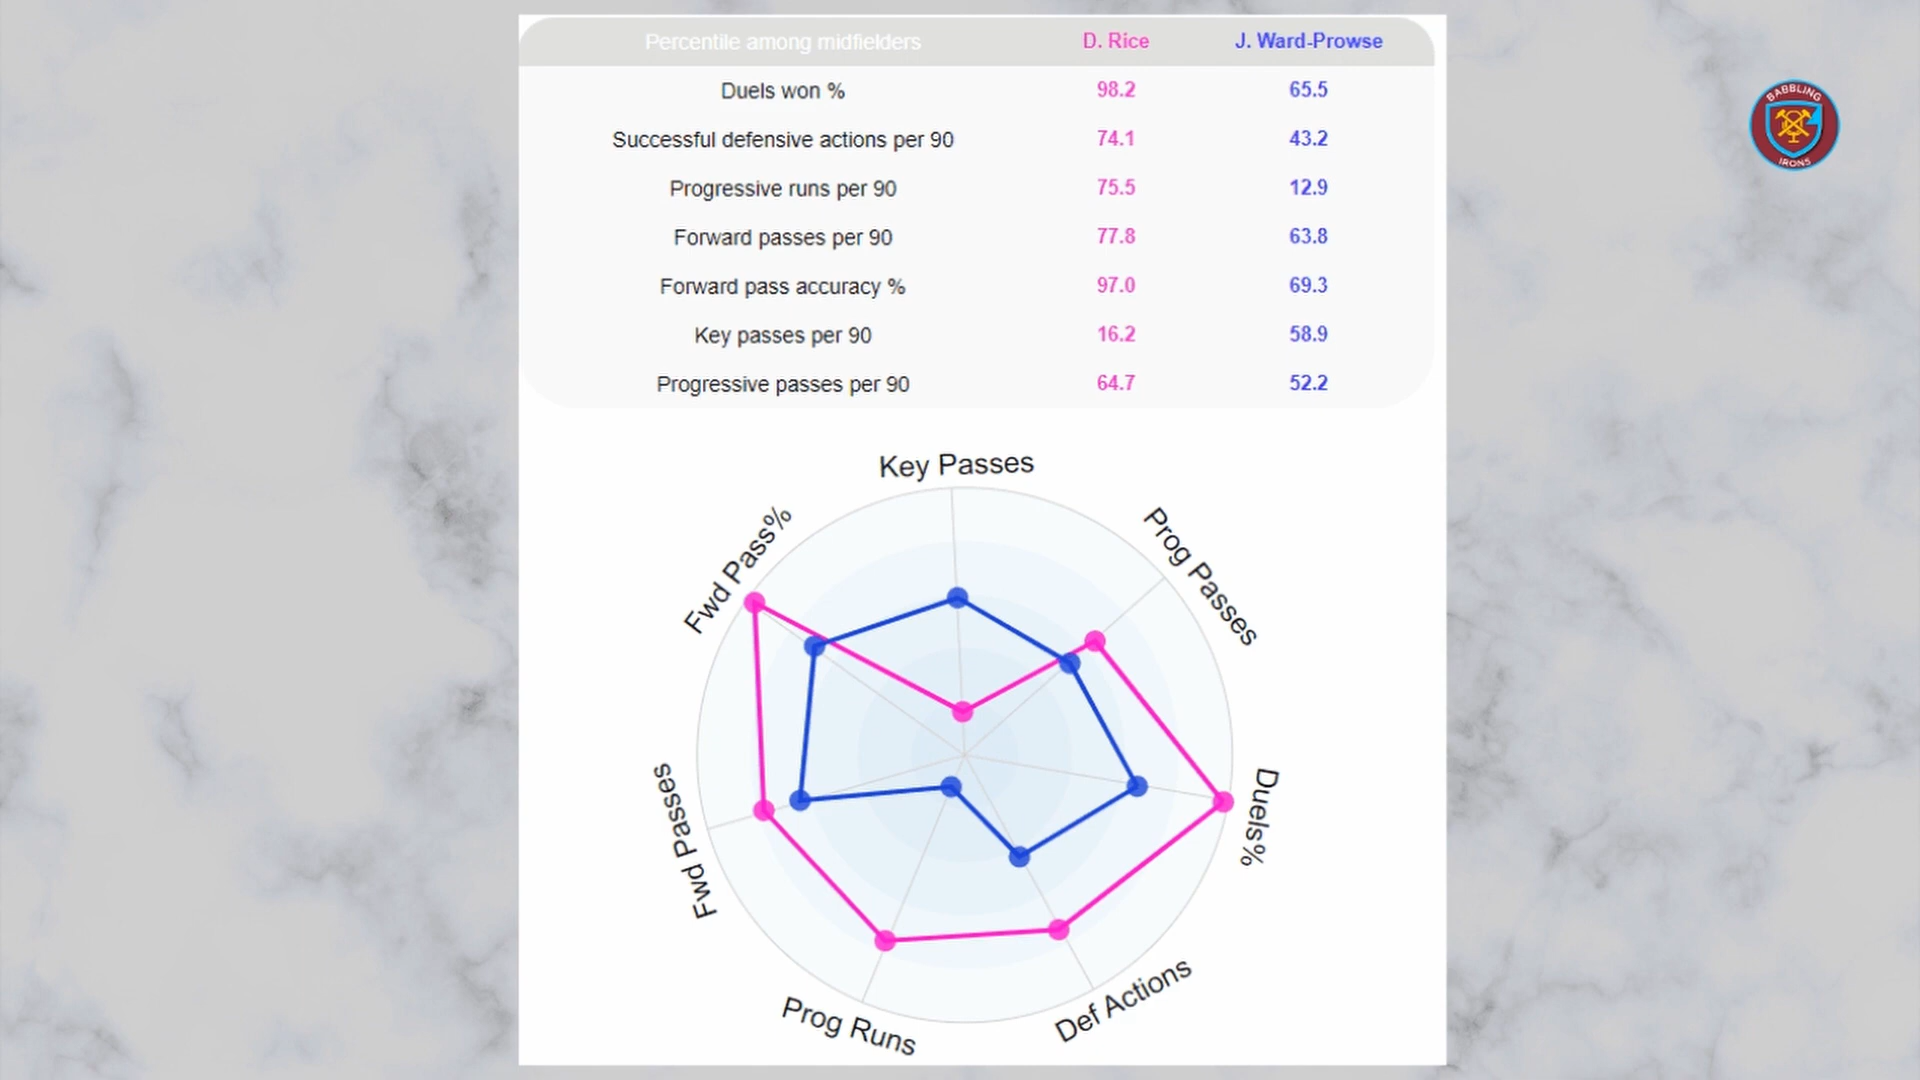 Percentile among midfielders D. Rice J. Ward-Prowse
Duels won % 98.2 65.5
Successful defensive actions per 90 74.1 43.2
Progressive runs per 90 75.5 12.9
Forward passes per 90 77.8 63.8
Forward pass accuracy % 97.0 69.3
Key passes per 90 16.2 58.9
Progressive passes per 90 64.7 52.2
BABBLING
IRONS
Key Passes
Prog Passes
Duels%
Def Actions
Prog Runs
Fwd Passes
Fwd Pass%